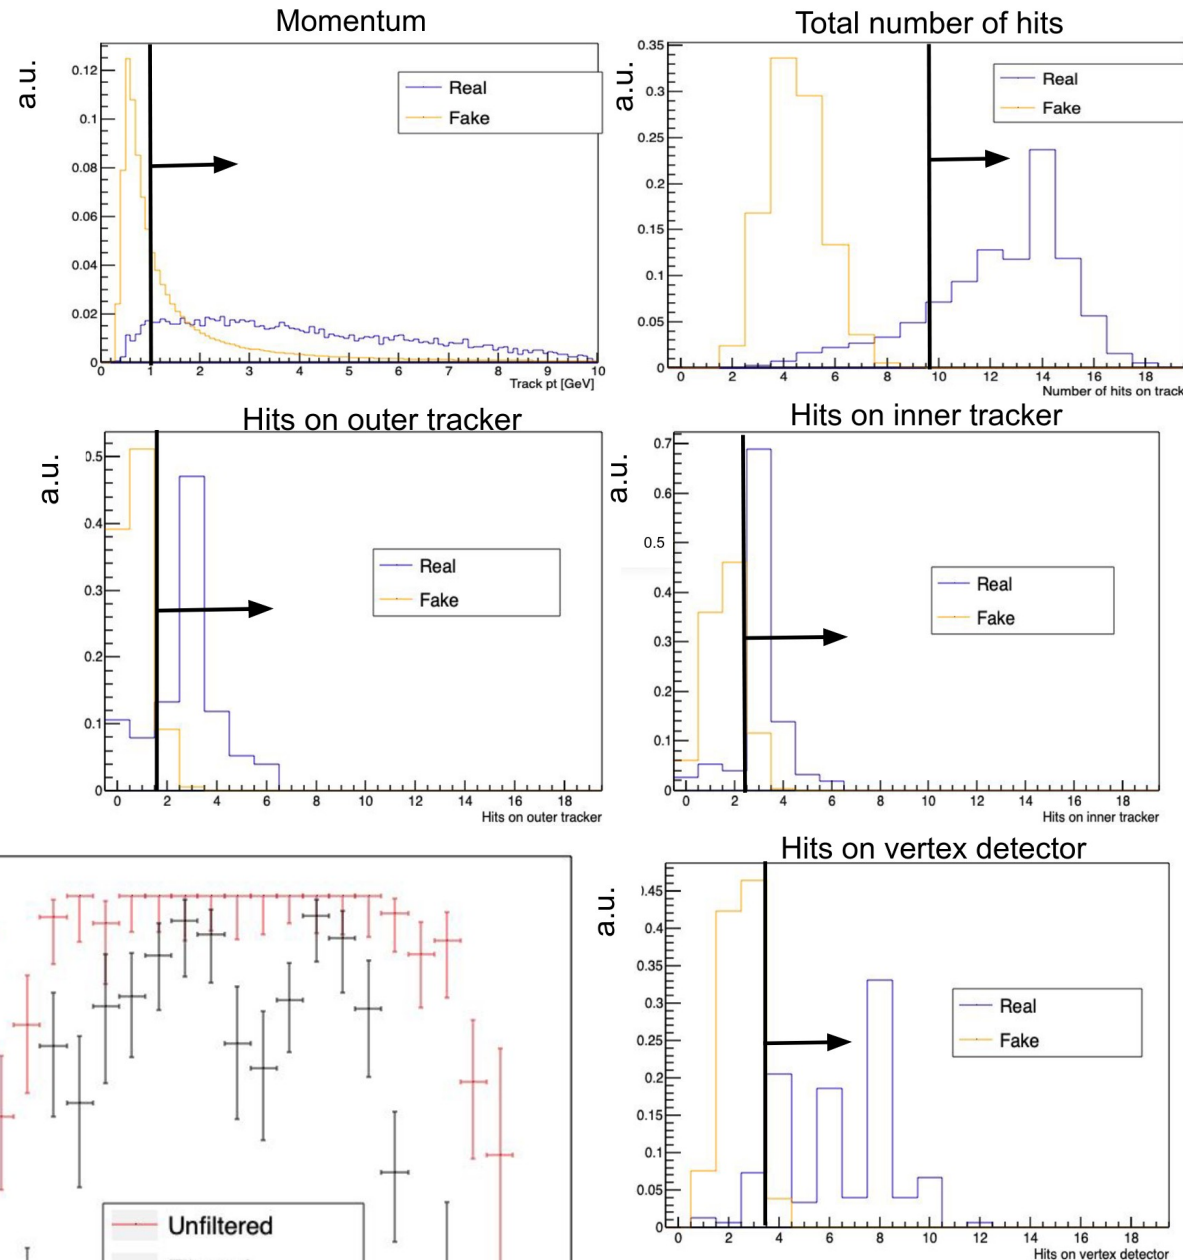 Momentum
a.u.
0.12
0.1
0.08
0.06
0.04
0.02
0
Real
Fake
0 1 2 3 4 5 6 7 8 9 10
Track pt [GeV]
Total number of hits
a.u.
0.35
0.3
0.25
0.2
0.15
0.1
0.05
0
Real
Fake
0 2 4 6 8 10 12 14 16 18
Number of hits on track
Hits on outer tracker
a.u.
0.5
0.4
0.3
0.2
0.1
0
Real
Fake
0 2 4 6 8 10 12 14 16 18
Hits on outer tracker
Hits on inner tracker
a.u.
0.7
0.6
0.5
0.4
0.3
0.2
0.1
0
Real
Fake
0 2 4 6 8 10 12 14 16 18
Hits on inner tracker
Unfiltered
Hits on vertex detector
a.u.
0.4
0.35
0.3
0.25
0.2
0.15
0.1
0.05
0
Real
Fake
0 2 4 6 8 10 12 14 16 18
Hits on vertex detector